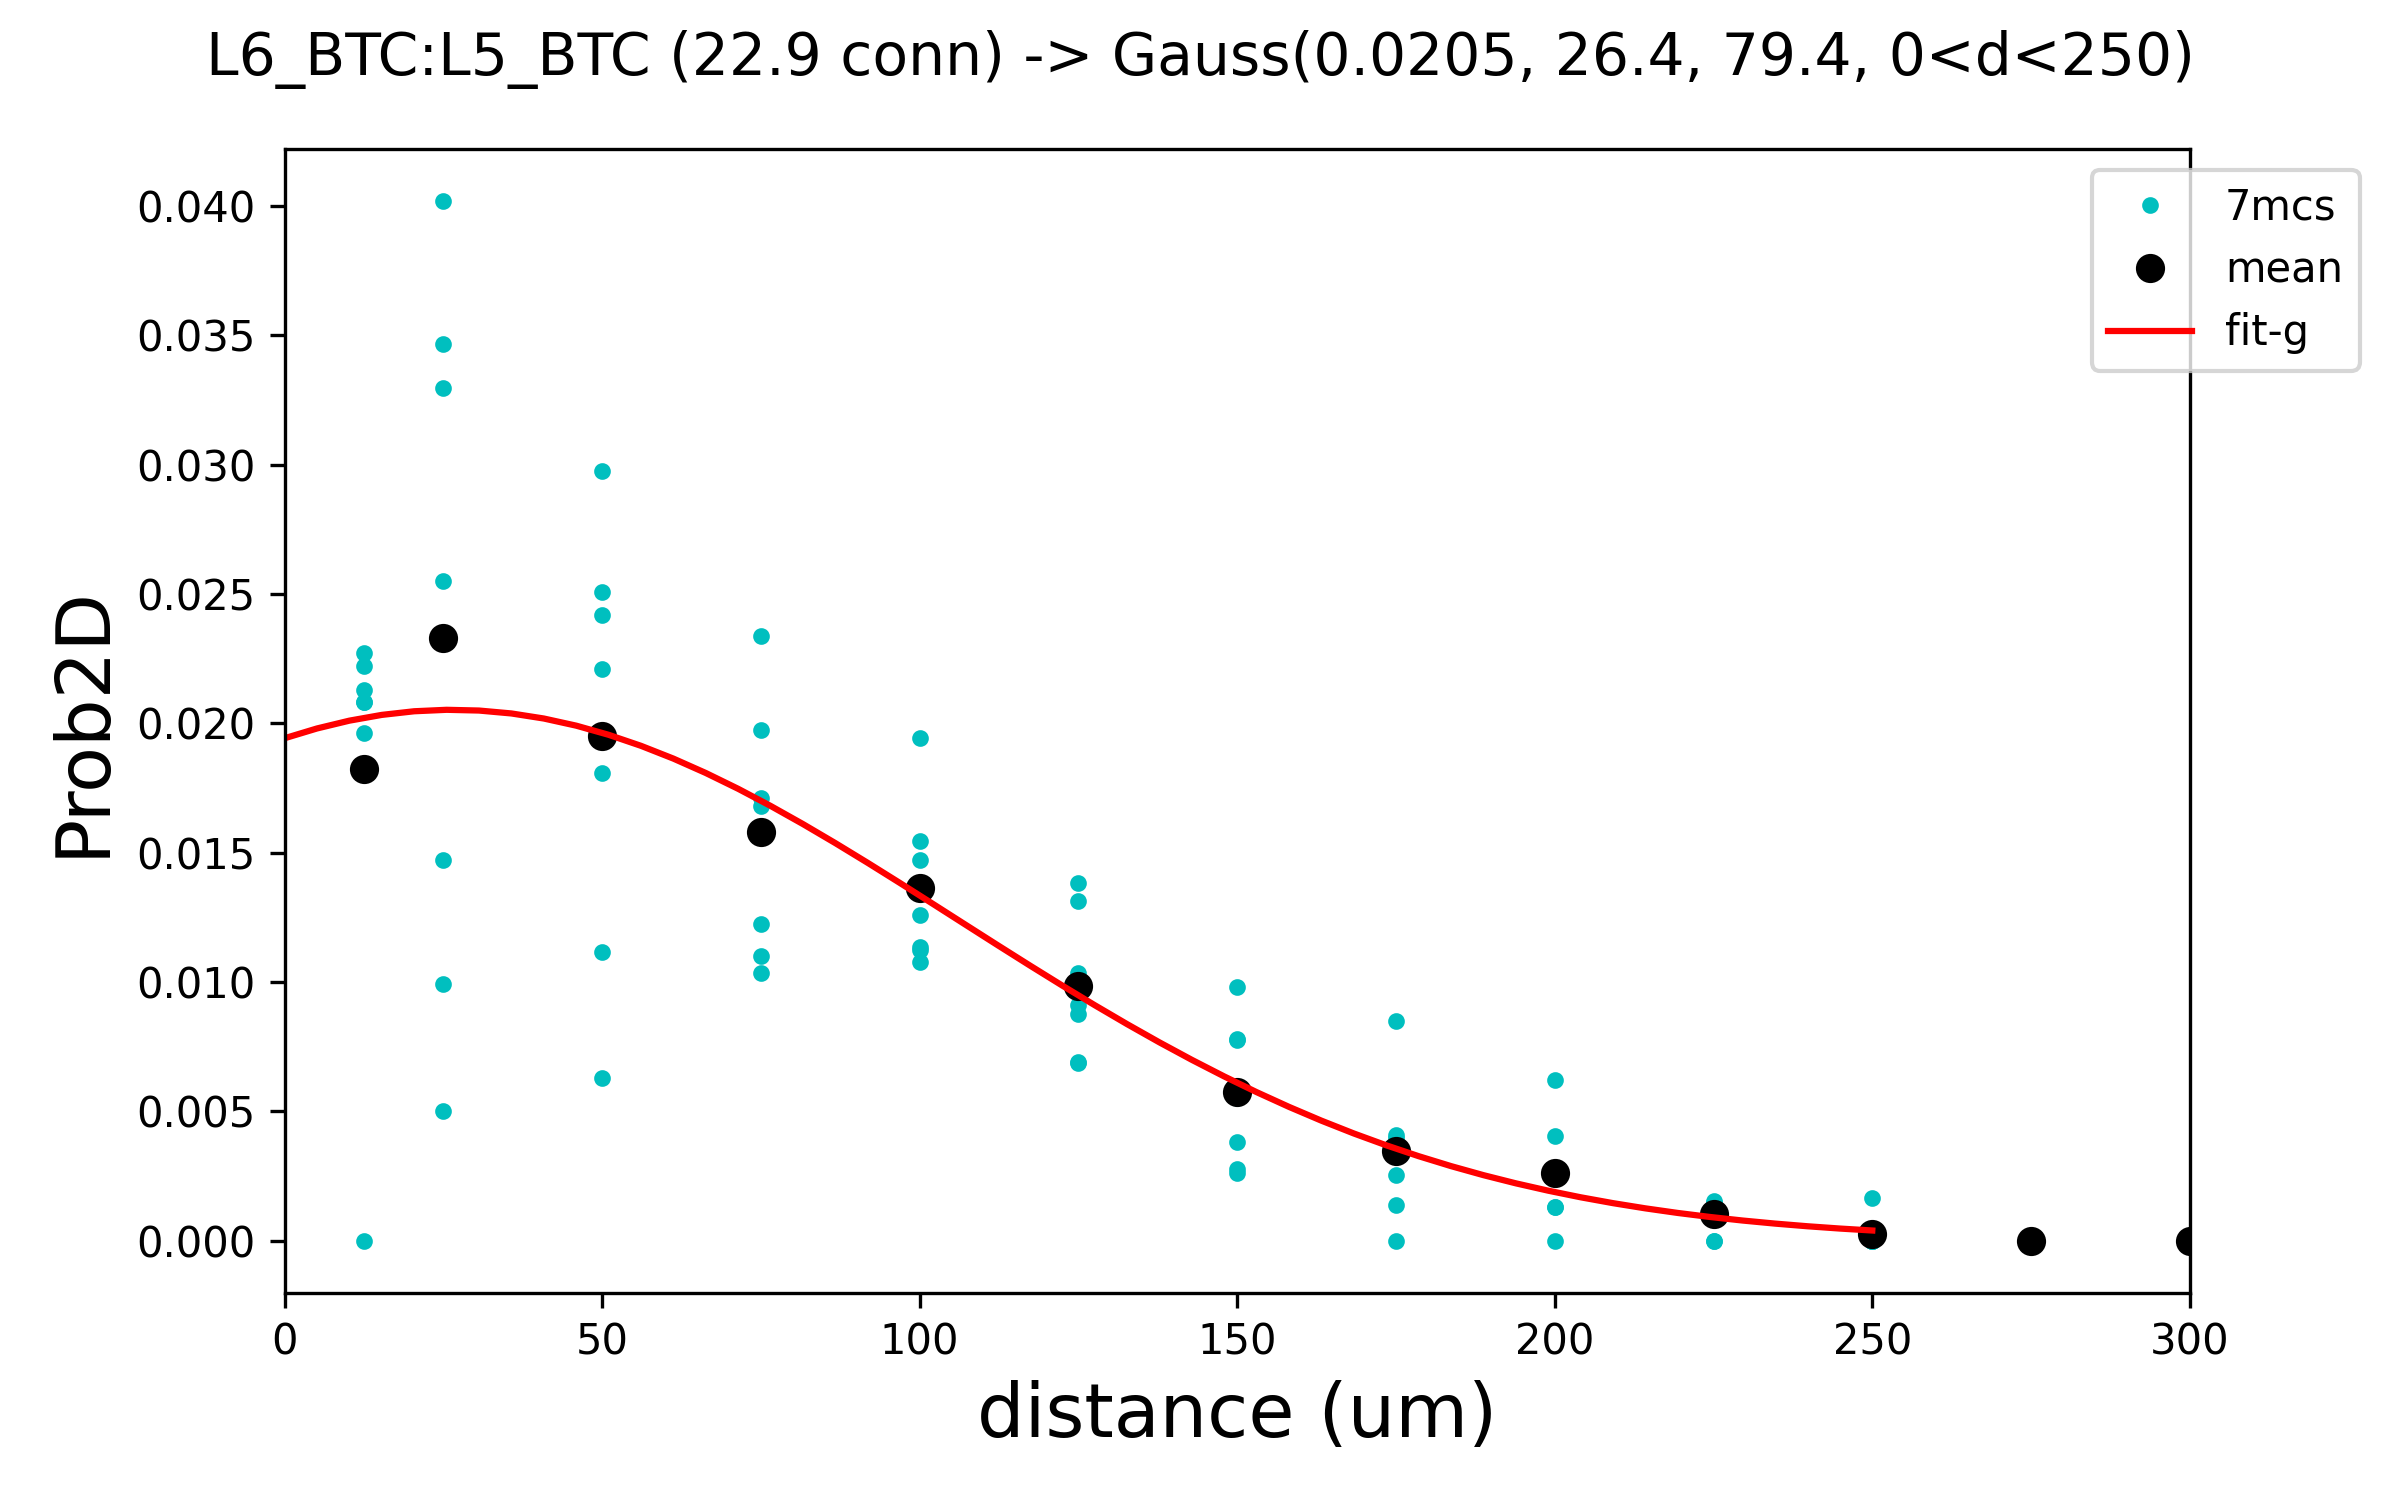 L6_BTC:L5_BTC (22.9 conn) -> Gauss(0.0205, 26.4, 79.4, 0<d<250)
7mcs
mean
fit-g
Prob2D
0.040
0.035
0.030
0.025
0.020
0.015
0.010
0.005
0.000
0 50 100 150 200 250 300
distance (um)